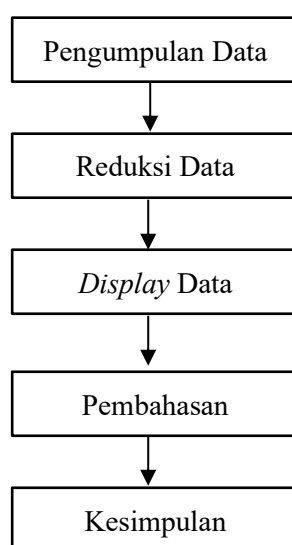 Pengumpulan Data
Reduksi Data
Display Data
Pembahasan
Kesimpulan